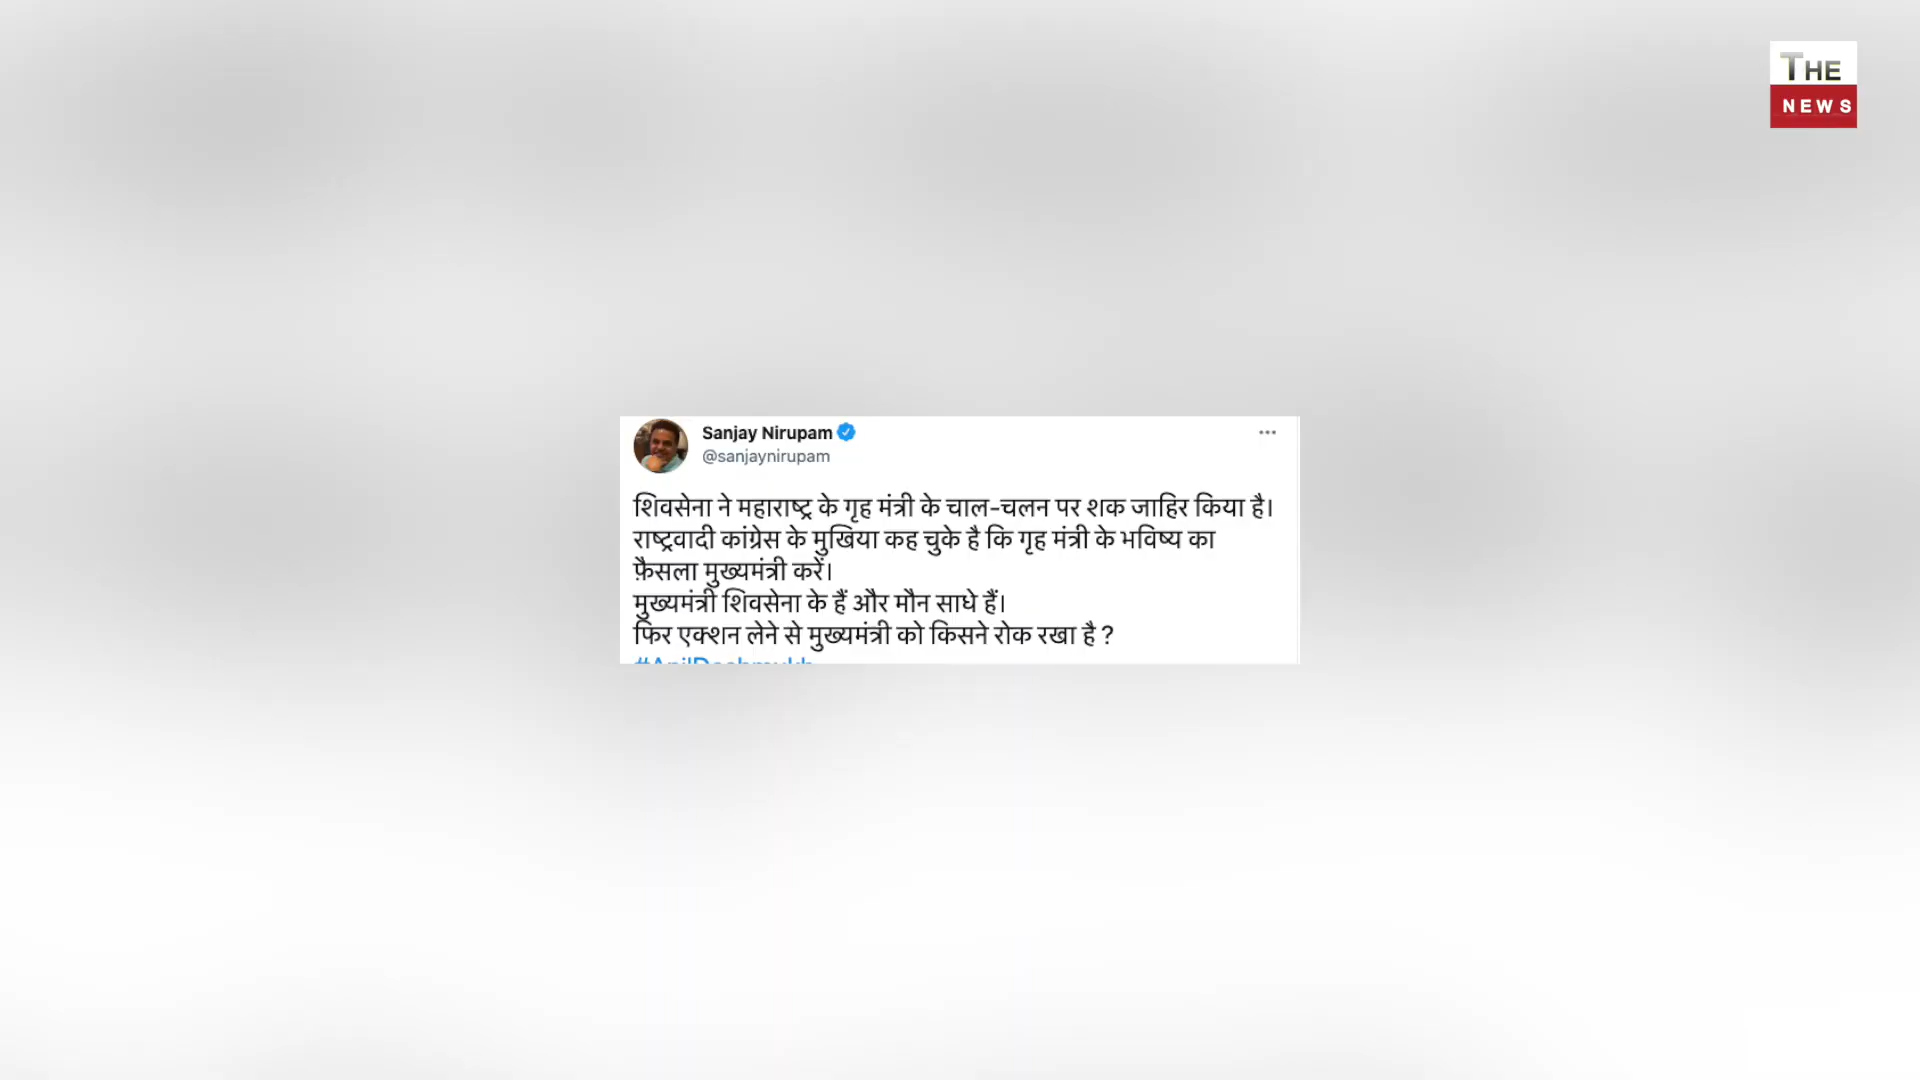 THE
NEWS
Sanjay Nirupam
@sanjaynirupam
शिवसेना ने महाराष्ट्र के गृह मंत्री के चाल-चलन पर शक जाहिर किया है।
राष्ट्रवादी कांग्रेस के मुखिया कह चुके है कि गृह मंत्री के भविष्य का
फ़ैसला मुख्यमंत्री करें।
मुख्यमंत्री शिवसेना के हैं और मौन साधे हैं।
फिर एक्शन लेने से मुख्यमंत्री को किसने रोक रखा है ?
#AnilDeshmukh